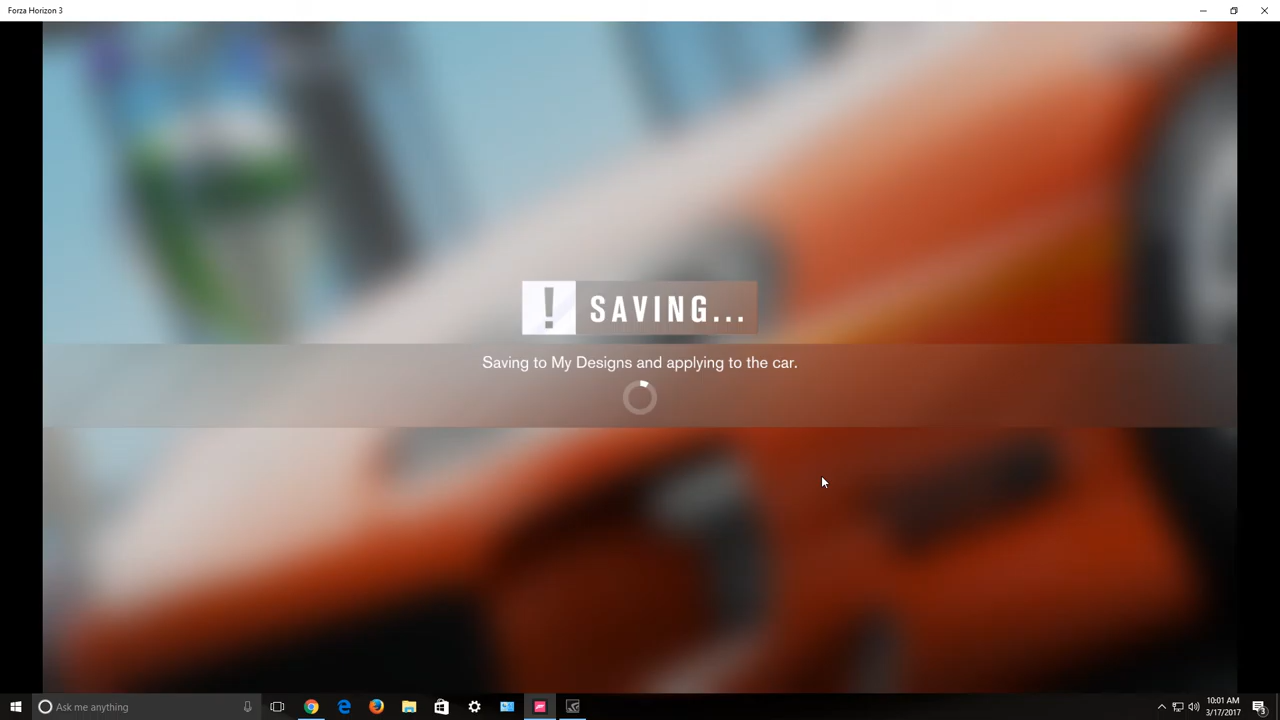 Forza Horizon 3
! SAVING...
Saving to My Designs and applying to the car.
Ask me anything
10:01 AM
3/17/2017
3